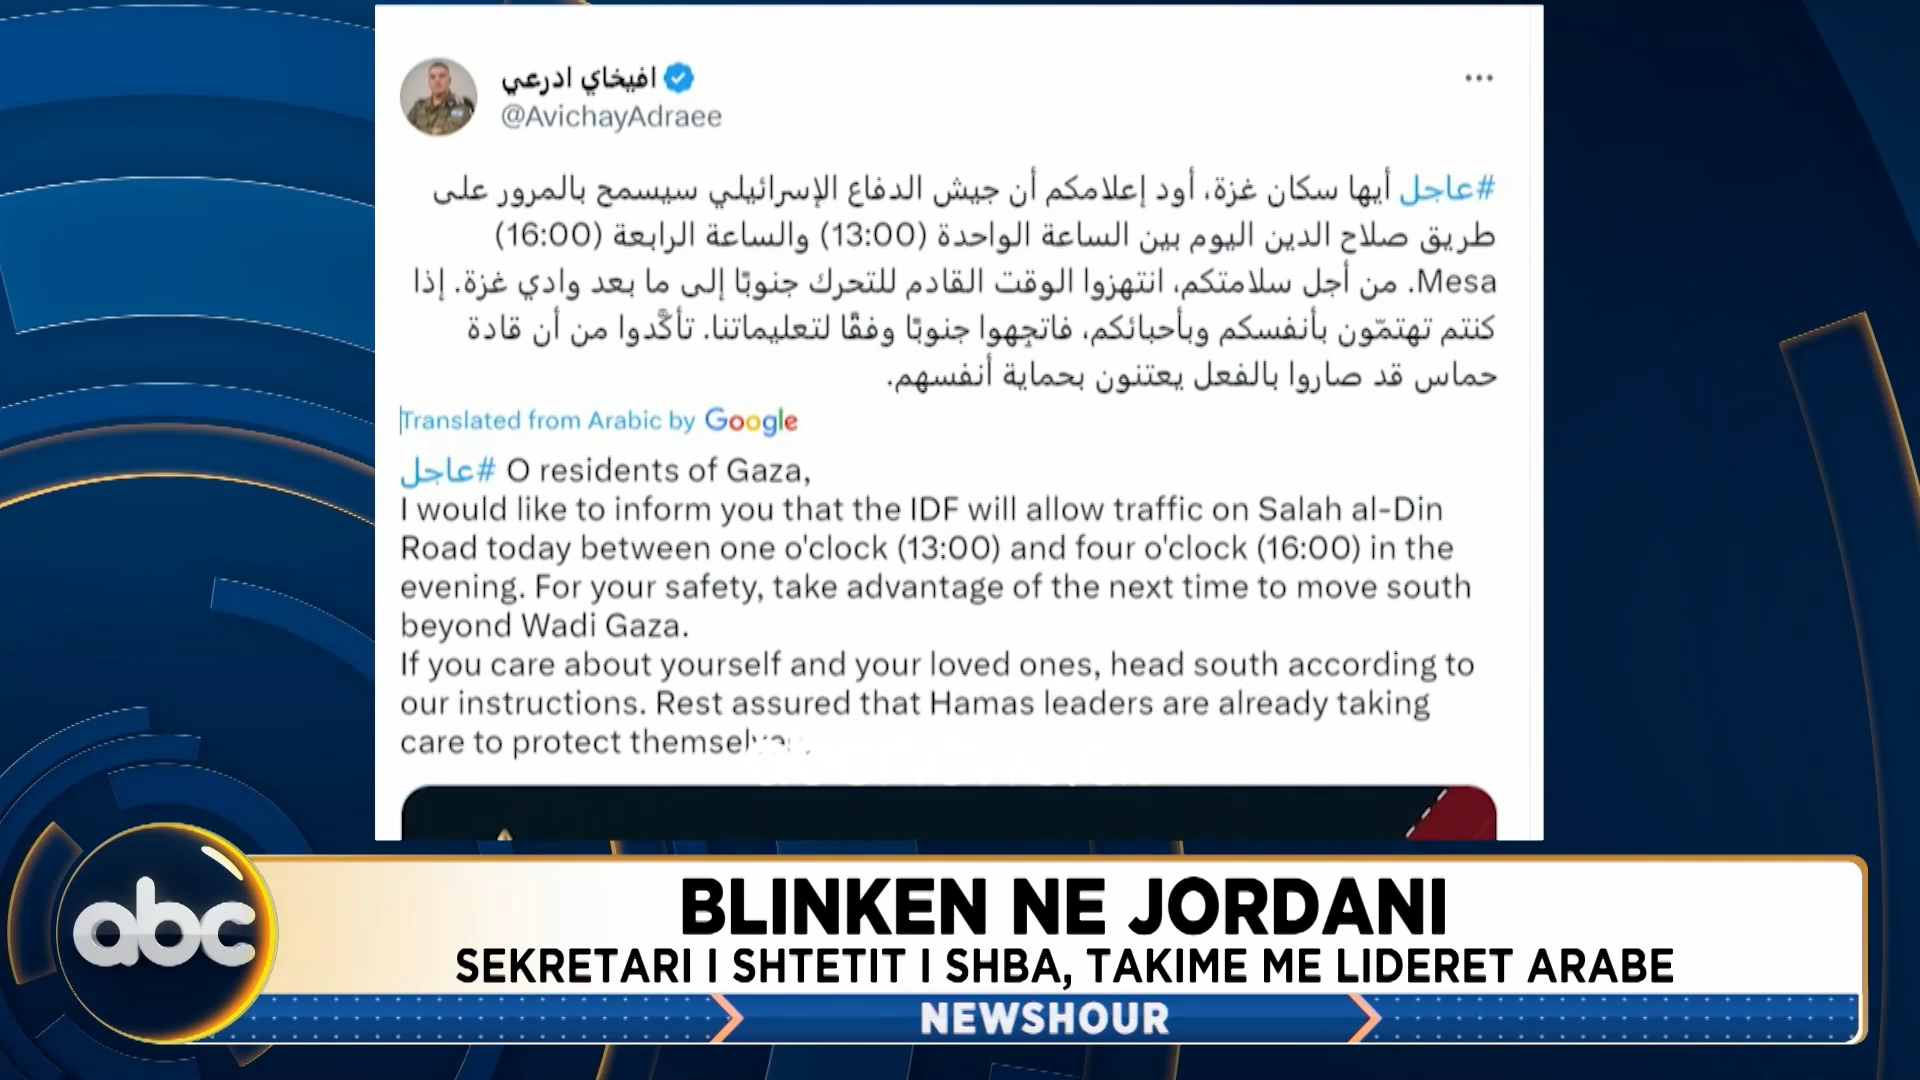 افيخاي ادرعي
@AvichayAdraee
#عاجل أيها سكان غزة، أود إعلامكم أن جيش الدفاع الإسرائيلي سيسمح بالمرور على
طريق صلاح الدين اليوم بين الساعة الواحدة (13:00) والساعة الرابعة (16:00)
Mesa. من أجل سلامتكم، انتهزوا الوقت القادم للتحرك جنوبًا إلى ما بعد وادي غزة. إذا
كنتم تهتمّون بأنفسكم وبأحبائكم، فاتجِهوا جنوبًا وفقًا لتعليماتنا. تأكَّدوا من أن قادة
حماس قد صاروا بالفعل يعتنون بحماية أنفسهم.
Translated from Arabic by Google
#عاجل O residents of Gaza,
I would like to inform you that the IDF will allow traffic on Salah al-Din
Road today between one o'clock (13:00) and four o'clock (16:00) in the
evening. For your safety, take advantage of the next time to move south
beyond Wadi Gaza.
If you care about yourself and your loved ones, head south according to
our instructions. Rest assured that Hamas leaders are already taking
care to protect
abc
BLINKEN NE JORDANI
SEKRETARI I SHTETIT I SHBA, TAKIME ME LIDERET ARABE
NEWSHOUR